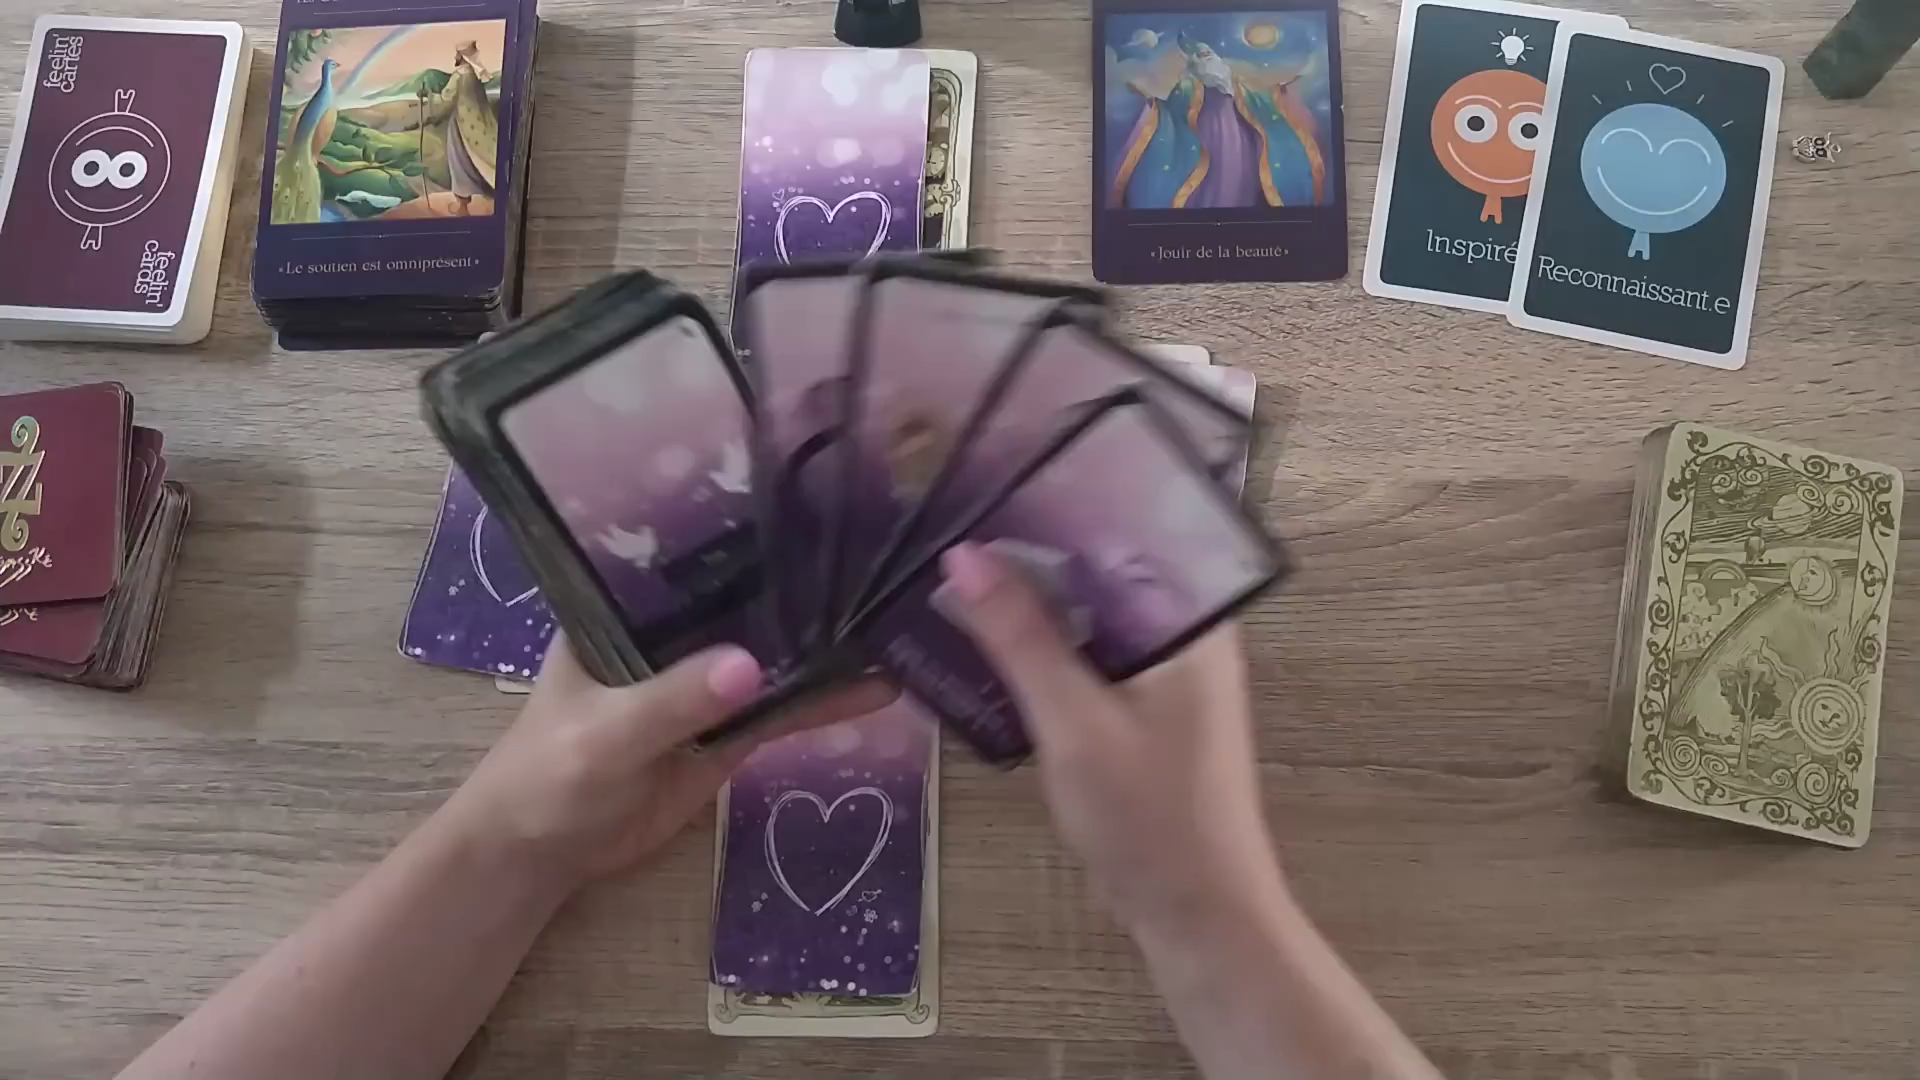 feelin'
cartes
feelin'
cards
«Le soutien est omniprésent»
«Jouir de la beauté»
Inspiré
Reconnaissant.e